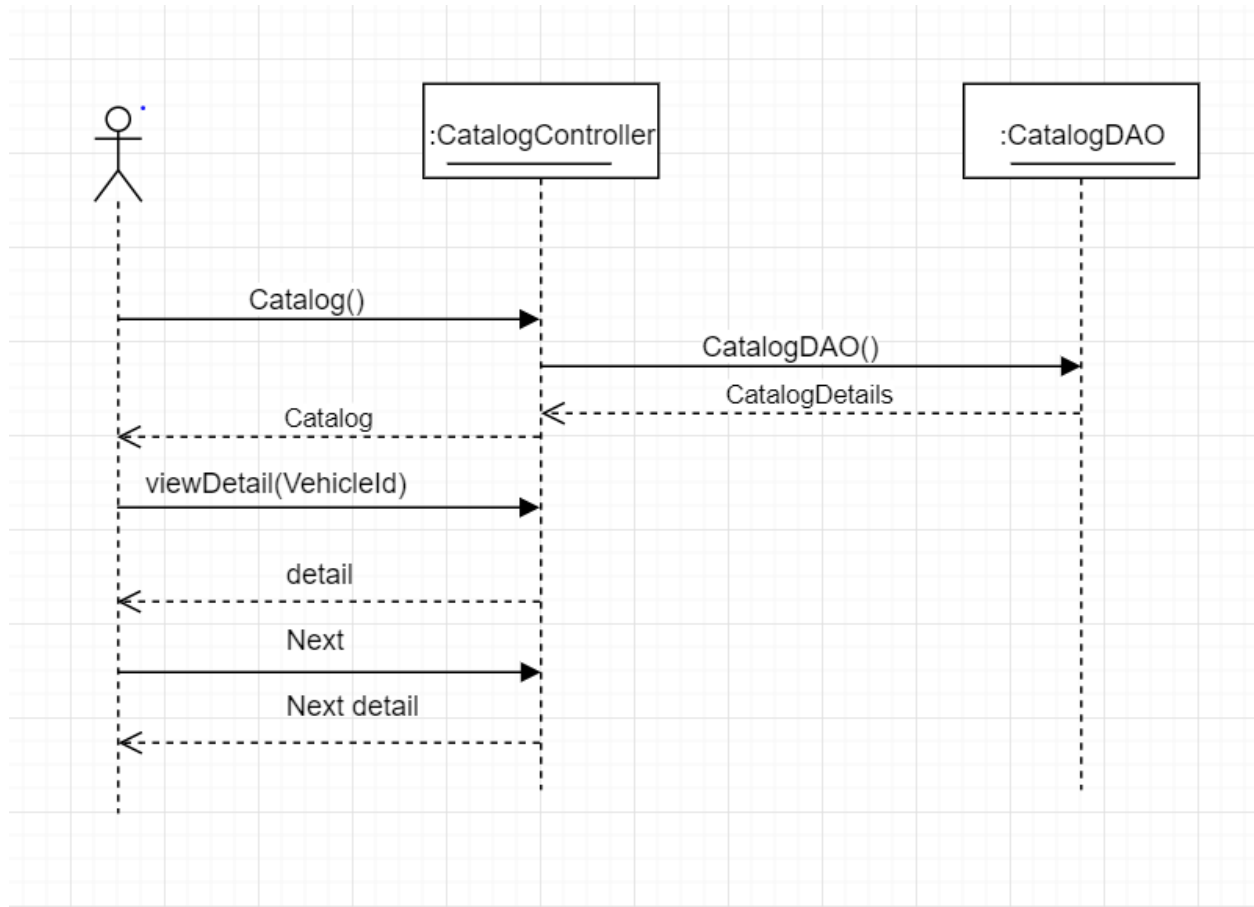 :CatalogController
:CatalogDAO
Catalog()
CatalogDAO()
CatalogDetails
Catalog
viewDetail(VehicleId)
detail
Next
Next detail